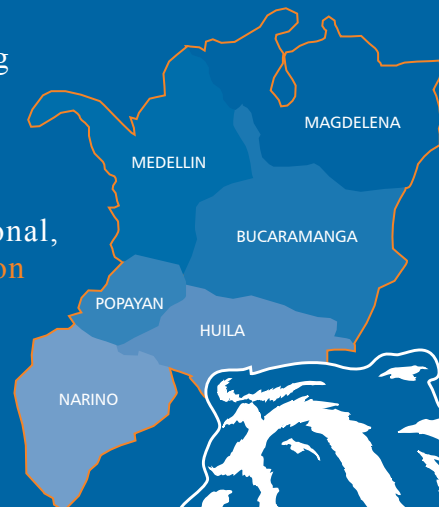 g
MAGDELENA
MEDELLIN
onal,
BUCARAMANGA
on
POPAYAN
HUILA
NARINO